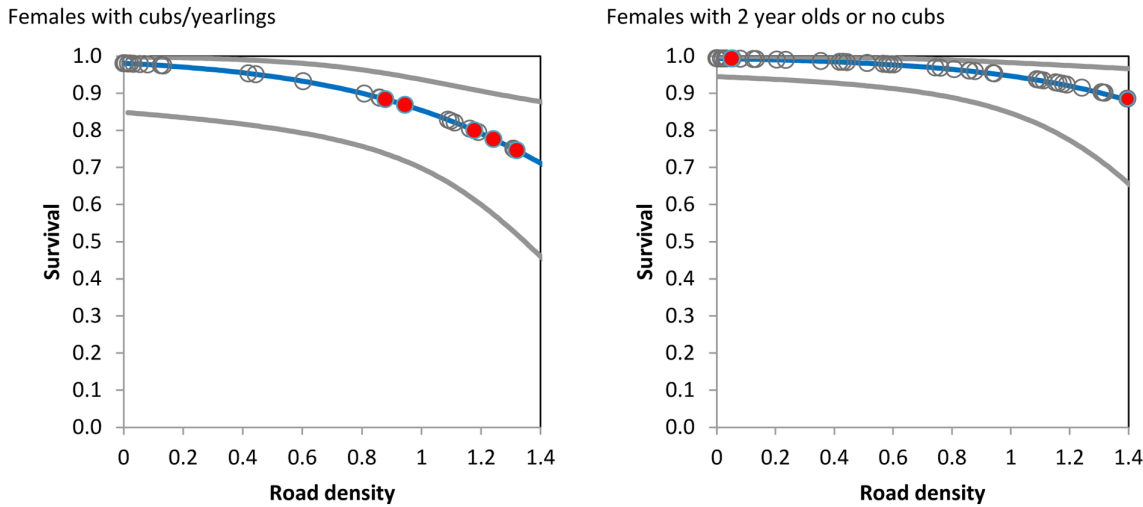 Females with cubs/yearlings
1.0
0.9
0.8
0.7
0.6
0.5
0.4
0.3
0.2
0.1
0.0
Survival
0 0.2 0.4 0.6 0.8 1 1.2 1.4
Road density
Females with 2 year olds or no cubs
1.0
0.9
0.8
0.7
0.6
0.5
0.4
0.3
0.2
0.1
0.0
Survival
0 0.2 0.4 0.6 0.8 1 1.2 1.4
Road density